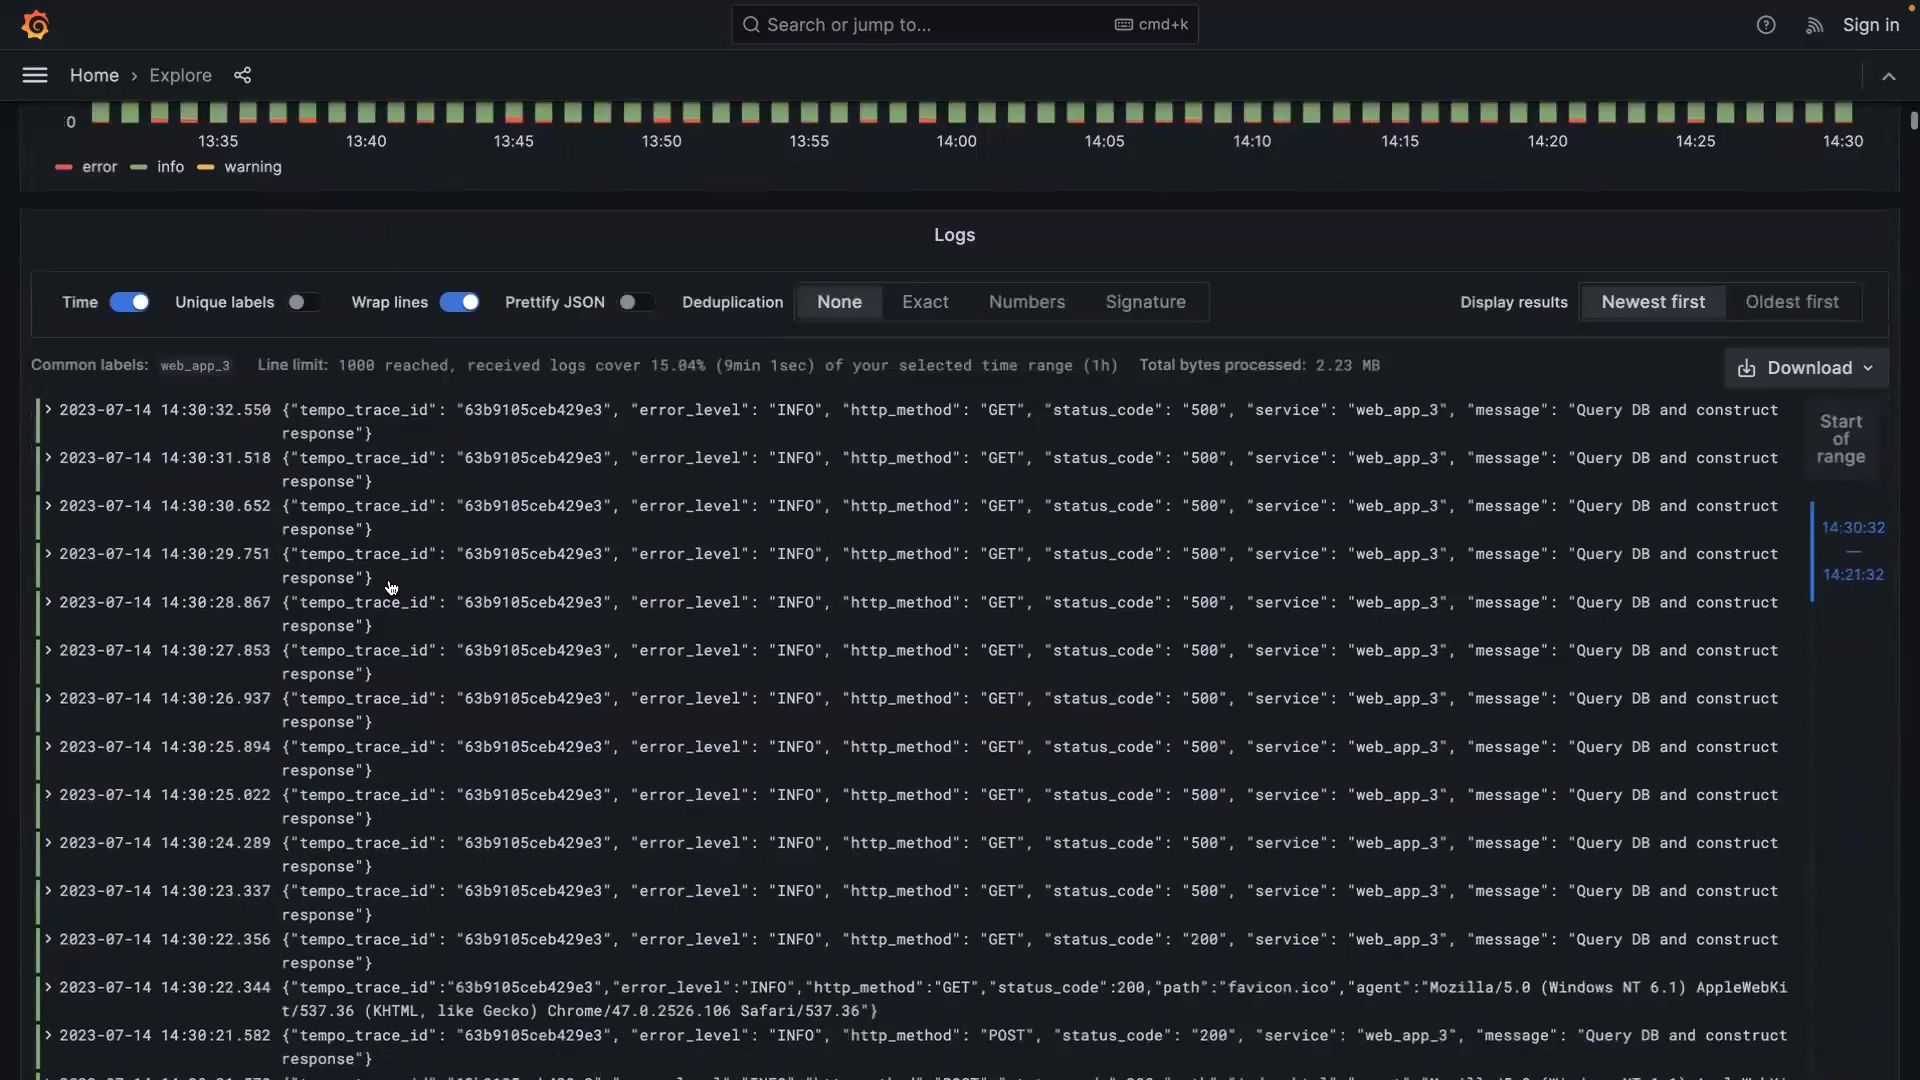 Search or jump to... cmd+k Sign in
Home › Explore
0
13:35 13:40 13:45 13:50 13:55 14:00 14:05 14:10 14:15 14:20 14:25 14:30
error info warning
Logs
Time Unique labels Wrap lines Prettify JSON Deduplication None Exact Numbers Signature Display results Newest first Oldest first
Common labels: web_app_3 Line limit: 1000 reached, received logs cover 15.04% (9min 1sec) of your selected time range (1h) Total bytes processed: 2.23 MB Download
2023-07-14 14:30:32.550 {"tempo_trace_id": "63b9105ceb429e3", "error_level": "INFO", "http_method": "GET", "status_code": "500", "service": "web_app_3", "message": "Query DB and construct
response"}
2023-07-14 14:30:31.518 {"tempo_trace_id": "63b9105ceb429e3", "error_level": "INFO", "http_method": "GET", "status_code": "500", "service": "web_app_3", "message": "Query DB and construct
response"}
2023-07-14 14:30:30.652 {"tempo_trace_id": "63b9105ceb429e3", "error_level": "INFO", "http_method": "GET", "status_code": "500", "service": "web_app_3", "message": "Query DB and construct
response"}
2023-07-14 14:30:29.751 {"tempo_trace_id": "63b9105ceb429e3", "error_level": "INFO", "http_method": "GET", "status_code": "500", "service": "web_app_3", "message": "Query DB and construct
response"}
2023-07-14 14:30:28.867 {"tempo_trace_id": "63b9105ceb429e3", "error_level": "INFO", "http_method": "GET", "status_code": "500", "service": "web_app_3", "message": "Query DB and construct
response"}
2023-07-14 14:30:27.853 {"tempo_trace_id": "63b9105ceb429e3", "error_level": "INFO", "http_method": "GET", "status_code": "500", "service": "web_app_3", "message": "Query DB and construct
response"}
2023-07-14 14:30:26.937 {"tempo_trace_id": "63b9105ceb429e3", "error_level": "INFO", "http_method": "GET", "status_code": "500", "service": "web_app_3", "message": "Query DB and construct
response"}
2023-07-14 14:30:25.894 {"tempo_trace_id": "63b9105ceb429e3", "error_level": "INFO", "http_method": "GET", "status_code": "500", "service": "web_app_3", "message": "Query DB and construct
response"}
2023-07-14 14:30:25.022 {"tempo_trace_id": "63b9105ceb429e3", "error_level": "INFO", "http_method": "GET", "status_code": "500", "service": "web_app_3", "message": "Query DB and construct
response"}
2023-07-14 14:30:24.289 {"tempo_trace_id": "63b9105ceb429e3", "error_level": "INFO", "http_method": "GET", "status_code": "500", "service": "web_app_3", "message": "Query DB and construct
response"}
2023-07-14 14:30:23.337 {"tempo_trace_id": "63b9105ceb429e3", "error_level": "INFO", "http_method": "GET", "status_code": "500", "service": "web_app_3", "message": "Query DB and construct
response"}
2023-07-14 14:30:22.356 {"tempo_trace_id": "63b9105ceb429e3", "error_level": "INFO", "http_method": "GET", "status_code": "200", "service": "web_app_3", "message": "Query DB and construct
response"}
2023-07-14 14:30:22.344 {"tempo_trace_id":"63b9105ceb429e3","error_level":"INFO","http_method":"GET","status_code":200,"path":"favicon.ico","agent":"Mozilla/5.0 (Windows NT 6.1) AppleWebKi
t/537.36 (KHTML, like Gecko) Chrome/47.0.2526.106 Safari/537.36"}
2023-07-14 14:30:21.582 {"tempo_trace_id": "63b9105ceb429e3", "error_level": "INFO", "http_method": "POST", "status_code": "200", "service": "web_app_3", "message": "Query DB and construct
response"}
Start
of
range
14:30:32
—
14:21:32